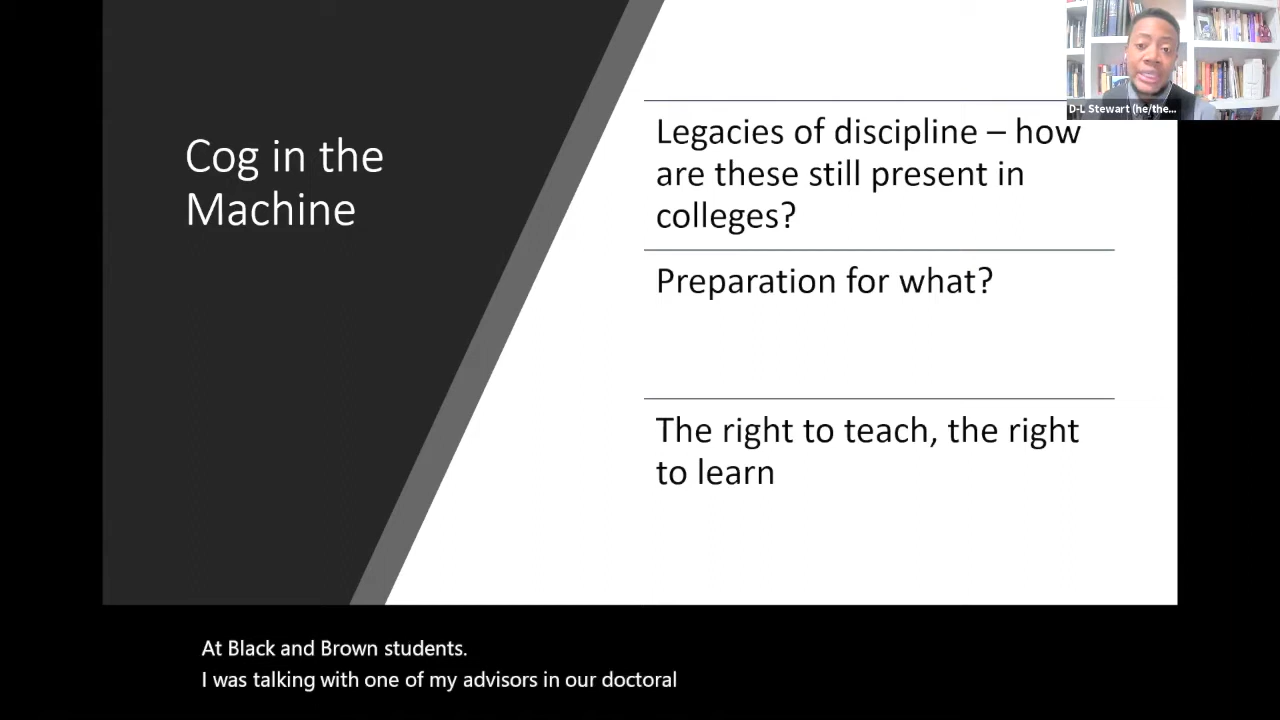 Cog in the
Machine
D-L Stewart (he/the...
Legacies of discipline – how
are these still present in
colleges?
Preparation for what?
The right to teach, the right
to learn
At Black and Brown students.
I was talking with one of my advisors in our doctoral